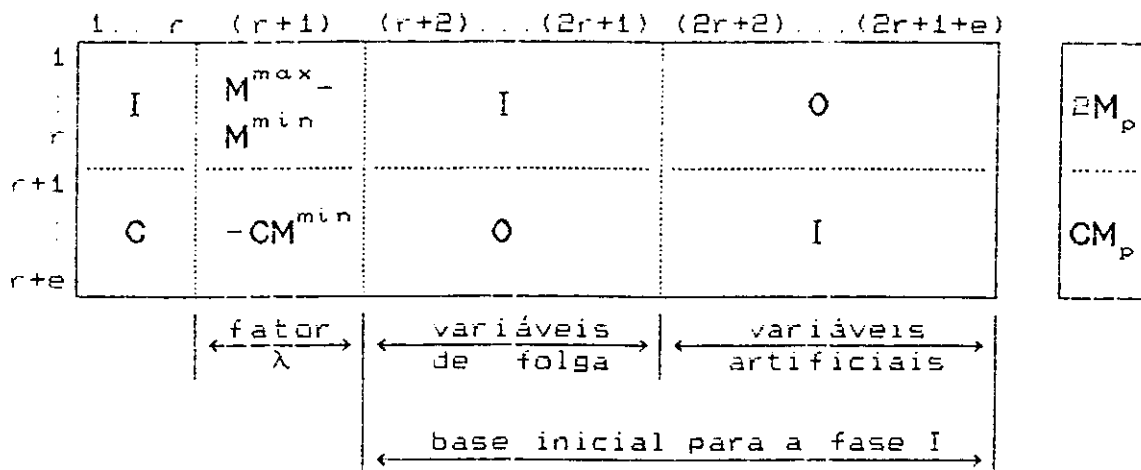 1... r (r+1) (r+2)...(2r+1) (2r+2)...(2r+1+e)
1
:
r
I M^max - M^min I O 2M_p
r+1
:
r+e
C -CM^min O I CM_p
fator λ
variáveis de folga
variáveis artificiais
base inicial para a fase I